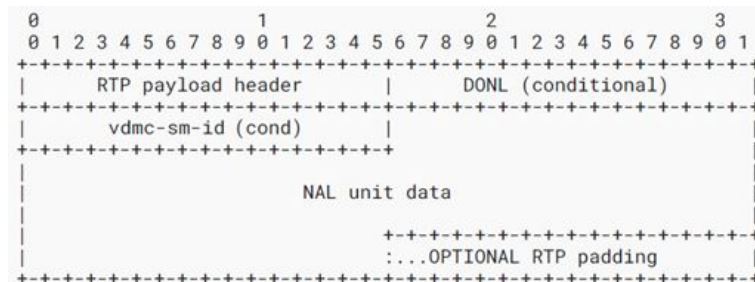 0                   1                   2                   3
0 1 2 3 4 5 6 7 8 9 0 1 2 3 4 5 6 7 8 9 0 1 2 3 4 5 6 7 8 9 0 1
+-+-+-+-+-+-+-+-+-+-+-+-+-+-+-+-+-+-+-+-+-+-+-+-+-+-+-+-+-+-+-+-+
|      RTP payload header       |      DONL (conditional)       |
+-+-+-+-+-+-+-+-+-+-+-+-+-+-+-+-+-+-+-+-+-+-+-+-+-+-+-+-+-+-+-+-+
|       vdmc-sm-id (cond)       |                               |
+-+-+-+-+-+-+-+-+-+-+-+-+-+-+-+-+                               |
|                                                               |
|                        NAL unit data                          |
|                                                               |
|                               +-+-+-+-+-+-+-+-+-+-+-+-+-+-+-+-+
|                               :...OPTIONAL RTP padding        |
+-+-+-+-+-+-+-+-+-+-+-+-+-+-+-+-+-+-+-+-+-+-+-+-+-+-+-+-+-+-+-+-+